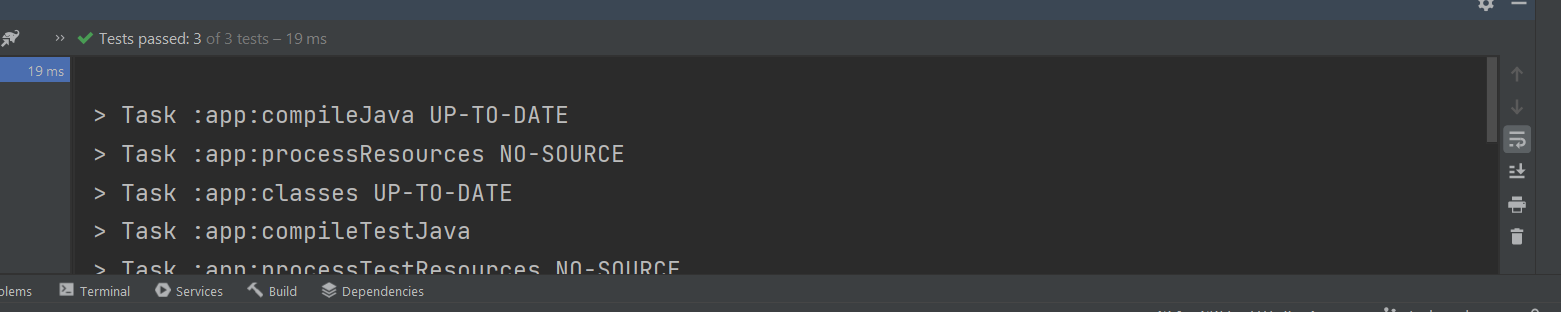 >> Tests passed: 3 of 3 tests – 19 ms
19 ms
> Task :app:compileJava UP-TO-DATE
> Task :app:processResources NO-SOURCE
> Task :app:classes UP-TO-DATE
> Task :app:compileTestJava
> Task :app:processTestResources NO-SOURCE
blems Terminal Services Build Dependencies